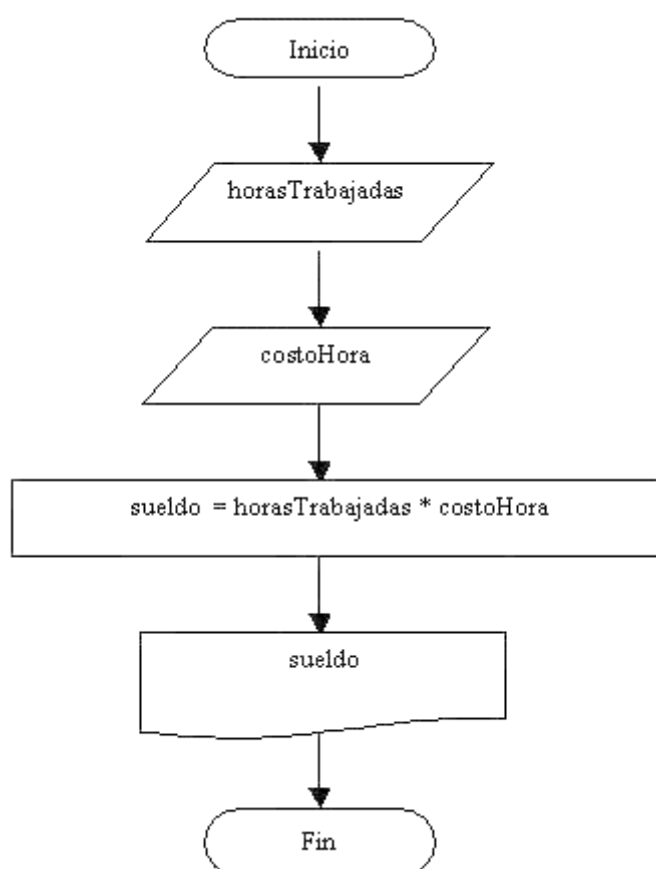 Inicio
horasTrabajadas
costoHora
sueldo = horasTrabajadas * costoHora
sueldo
Fin